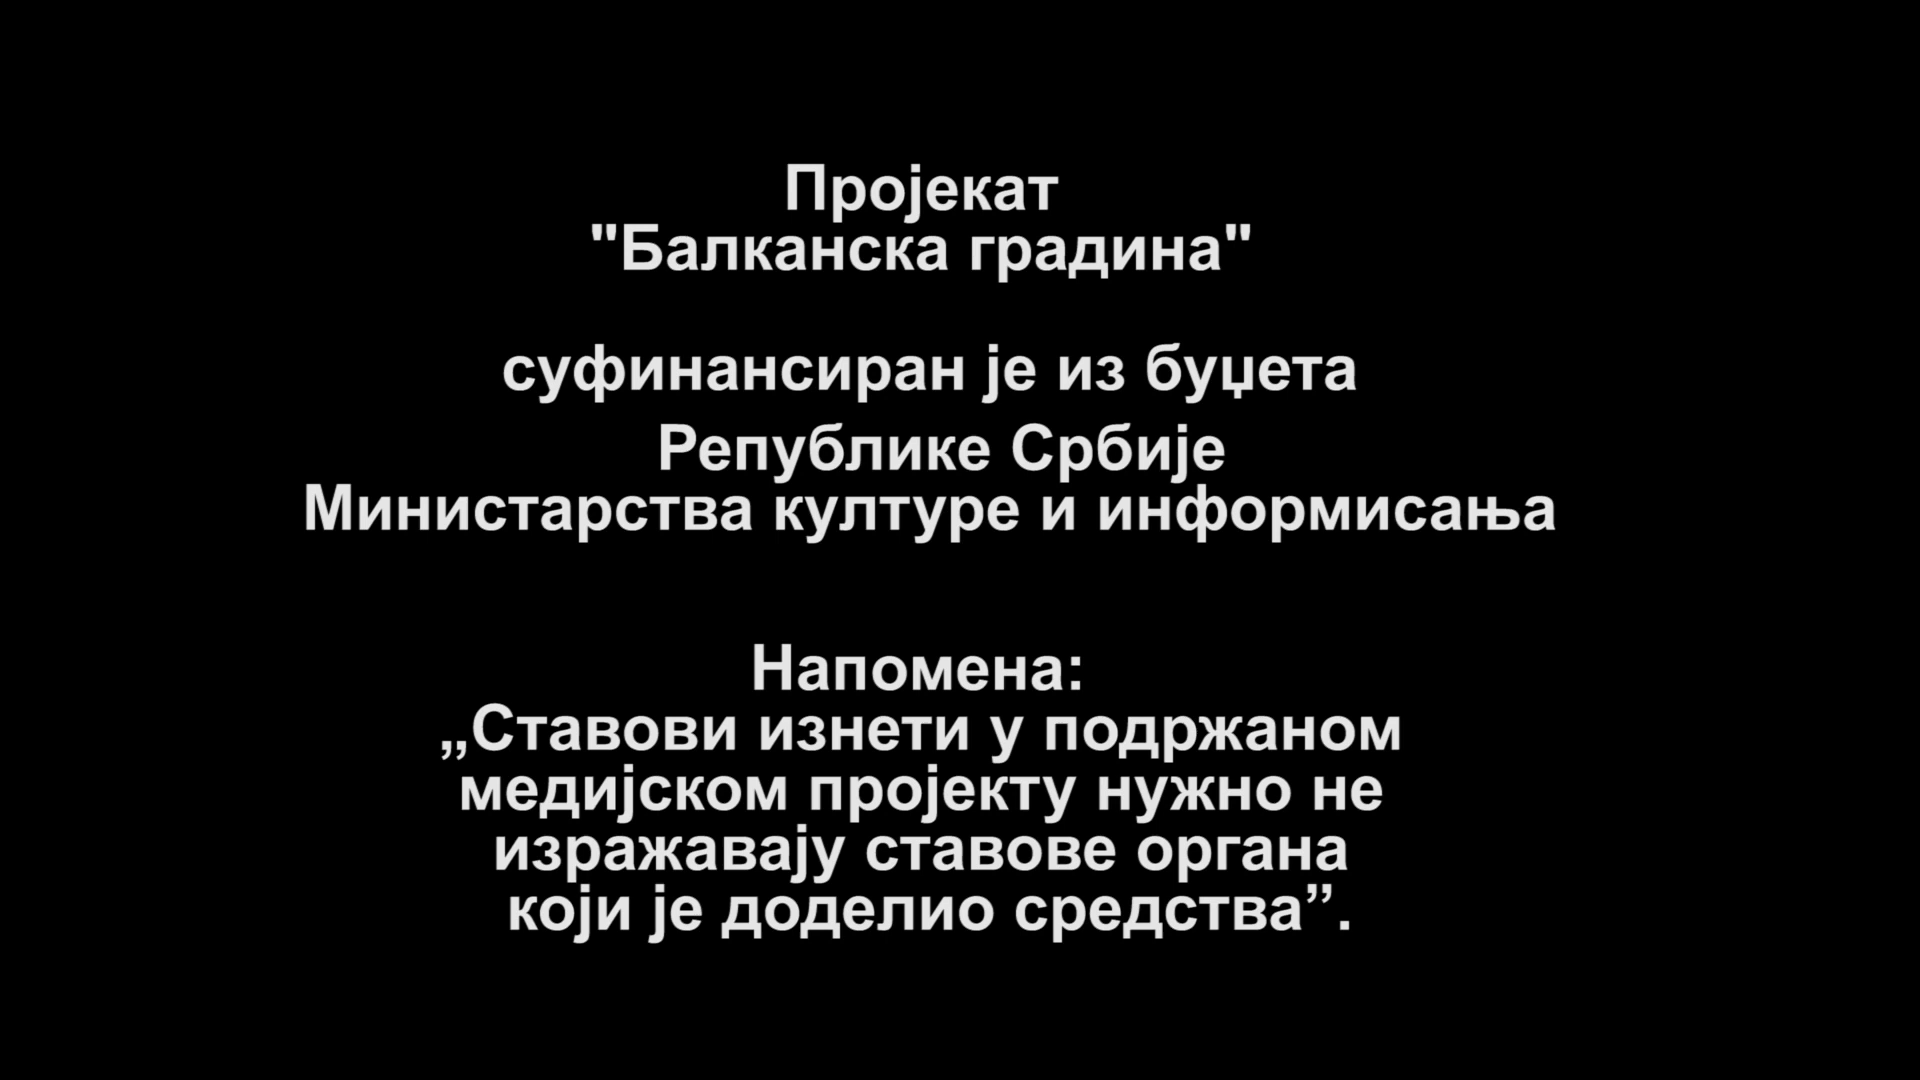 Пројекат
"Балканска градина"
суфинансиран је из буџета
Републике Србије
Министарства културе и информисања
Напомена:
„Ставови изнети у подржаном
медијском пројекту нужно не
изражавају ставове органа
који је доделио средства”.